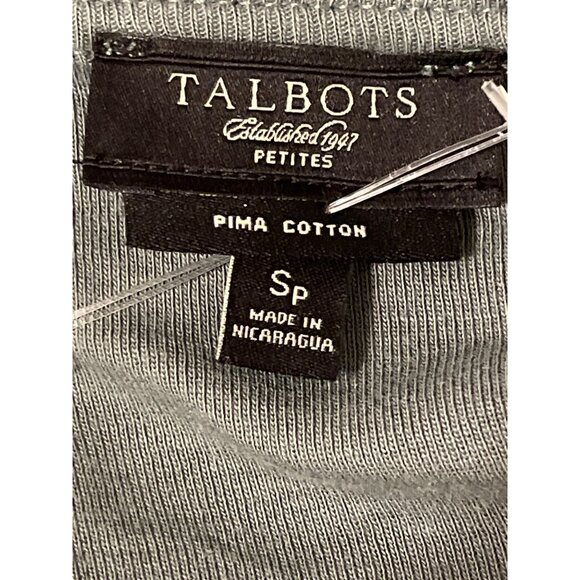 TALBOTS
Established 1947
PETITES
PIMA COTTON
SP
MADE IN
NICARAGUA